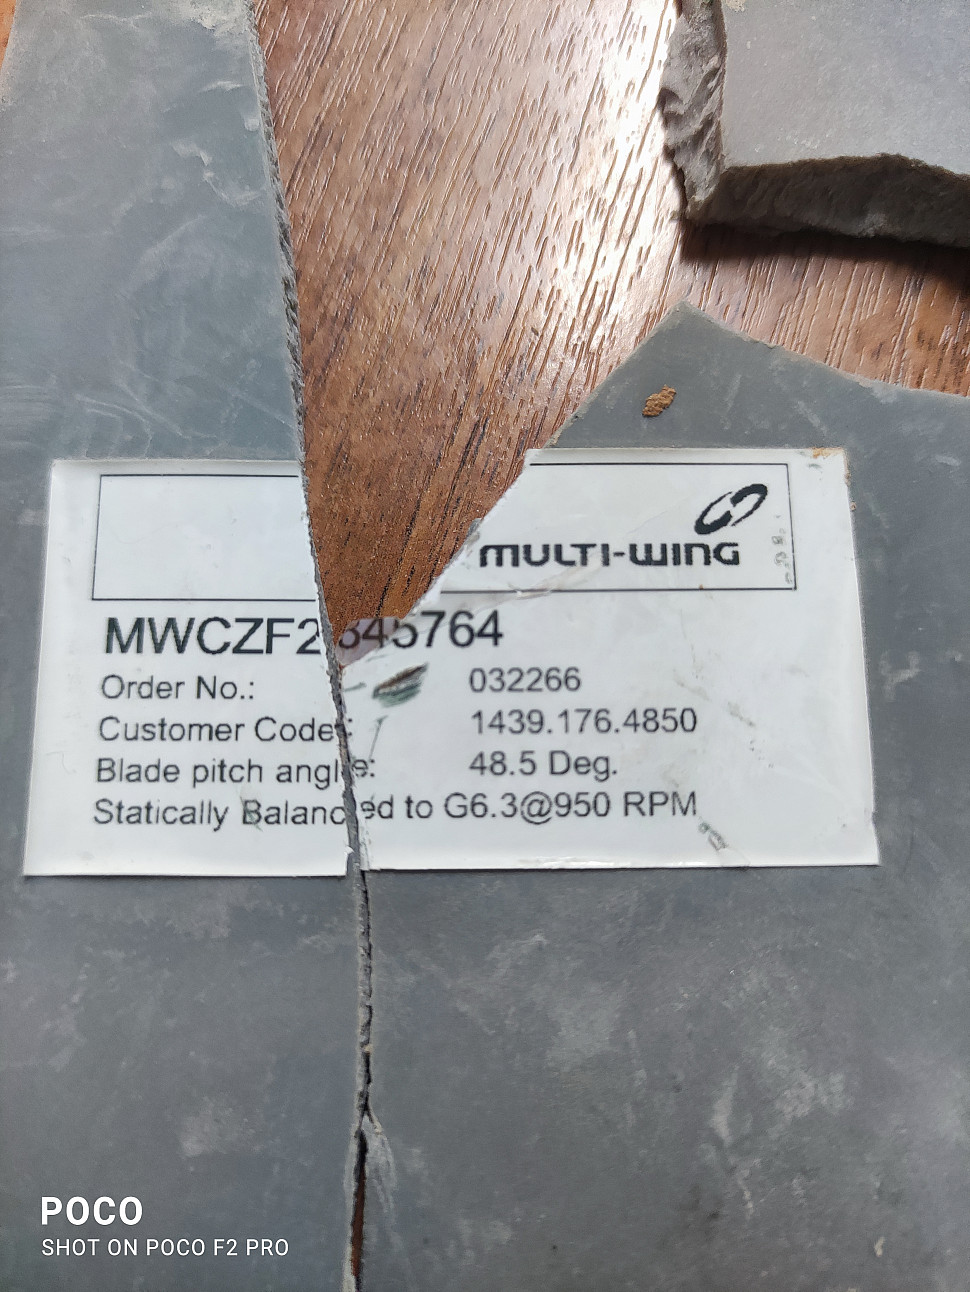 MULTI-WING
MWCZF2345764
Order No.: 032266
Customer Code: 1439.176.4850
Blade pitch angle: 48.5 Deg.
Statically Balanced to G6.3@950 RPM
POCO
SHOT ON POCO F2 PRO